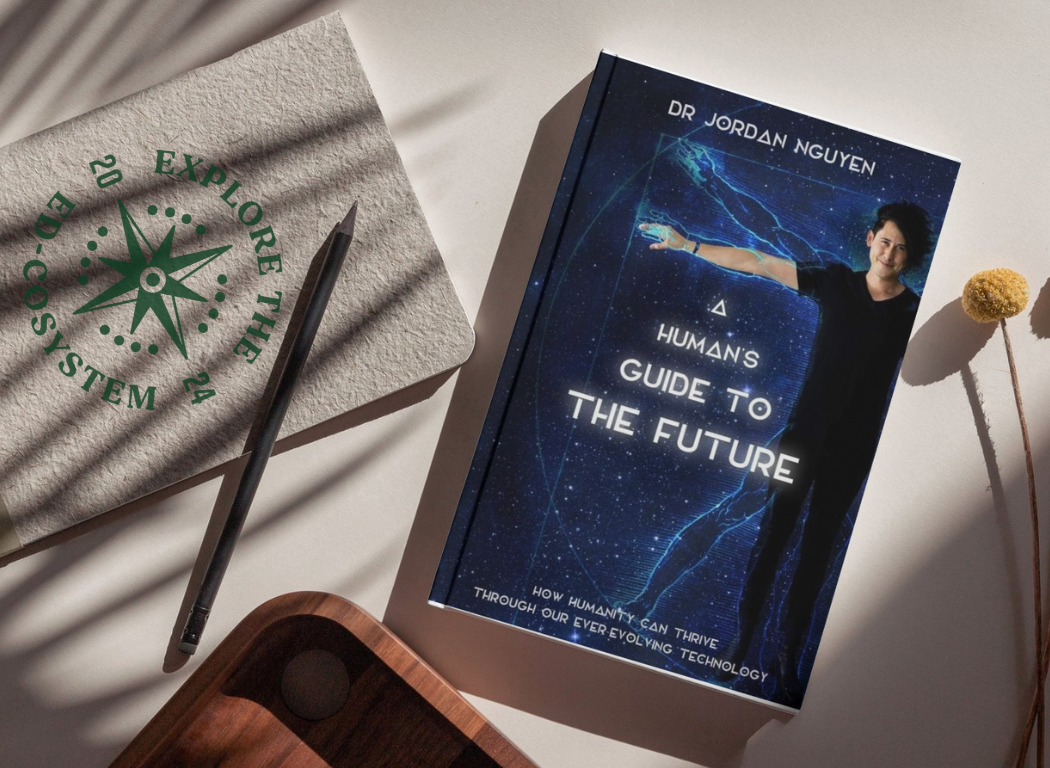 20 24
EXPLORE THE
ED-COSYSTEM
DR JORDAN NGUYEN
A
HUMAN'S
GUIDE TO
THE FUTURE
HOW HUMANITY CAN THRIVE
THROUGH OUR EVER-EVOLVING TECHNOLOGY